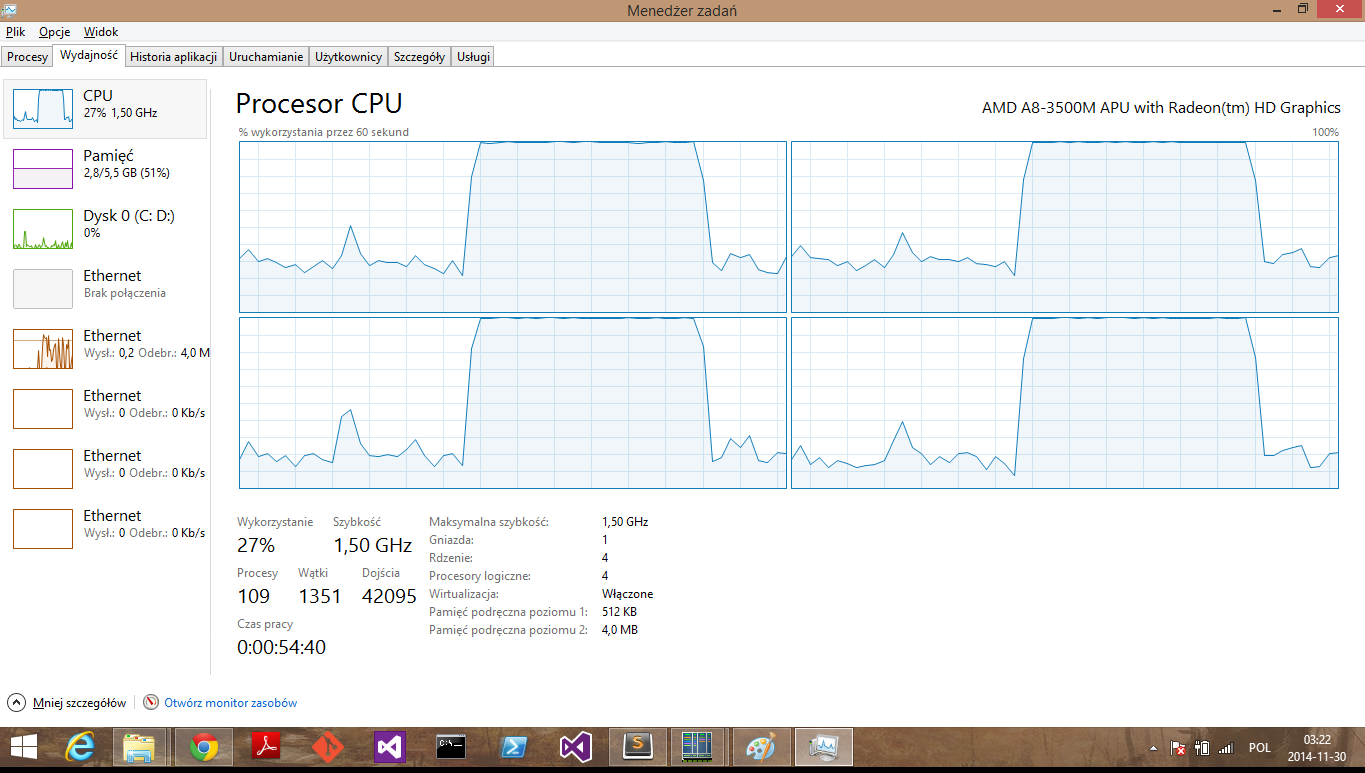 Menedżer zadań
Plik Opcje Widok
Procesy Wydajność Historia aplikacji Uruchamianie Użytkownicy Szczegóły Usługi
CPU
27% 1,50 GHz
Pamięć
2,8/5,5 GB (51%)
Dysk 0 (C: D:)
0%
Ethernet
Brak połączenia
Ethernet
Wysł.: 0,2 Odebr.: 4,0 M
Ethernet
Wysł.: 0 Odebr.: 0 Kb/s
Ethernet
Wysł.: 0 Odebr.: 0 Kb/s
Ethernet
Wysł.: 0 Odebr.: 0 Kb/s
Procesor CPU
AMD A8-3500M APU with Radeon(tm) HD Graphics
% wykorzystania przez 60 sekund
100%
Wykorzystanie Szybkość
27% 1,50 GHz
Procesy Wątki Dojścia
109 1351 42095
Czas pracy
0:00:54:40
Maksymalna szybkość: 1,50 GHz
Gniazda: 1
Rdzenie: 4
Procesory logiczne: 4
Wirtualizacja: Włączone
Pamięć podręczna poziomu 1: 512 KB
Pamięć podręczna poziomu 2: 4,0 MB
Mniej szczegółów
Otwórz monitor zasobów
C:\
S
POL
03:22
2014-11-30